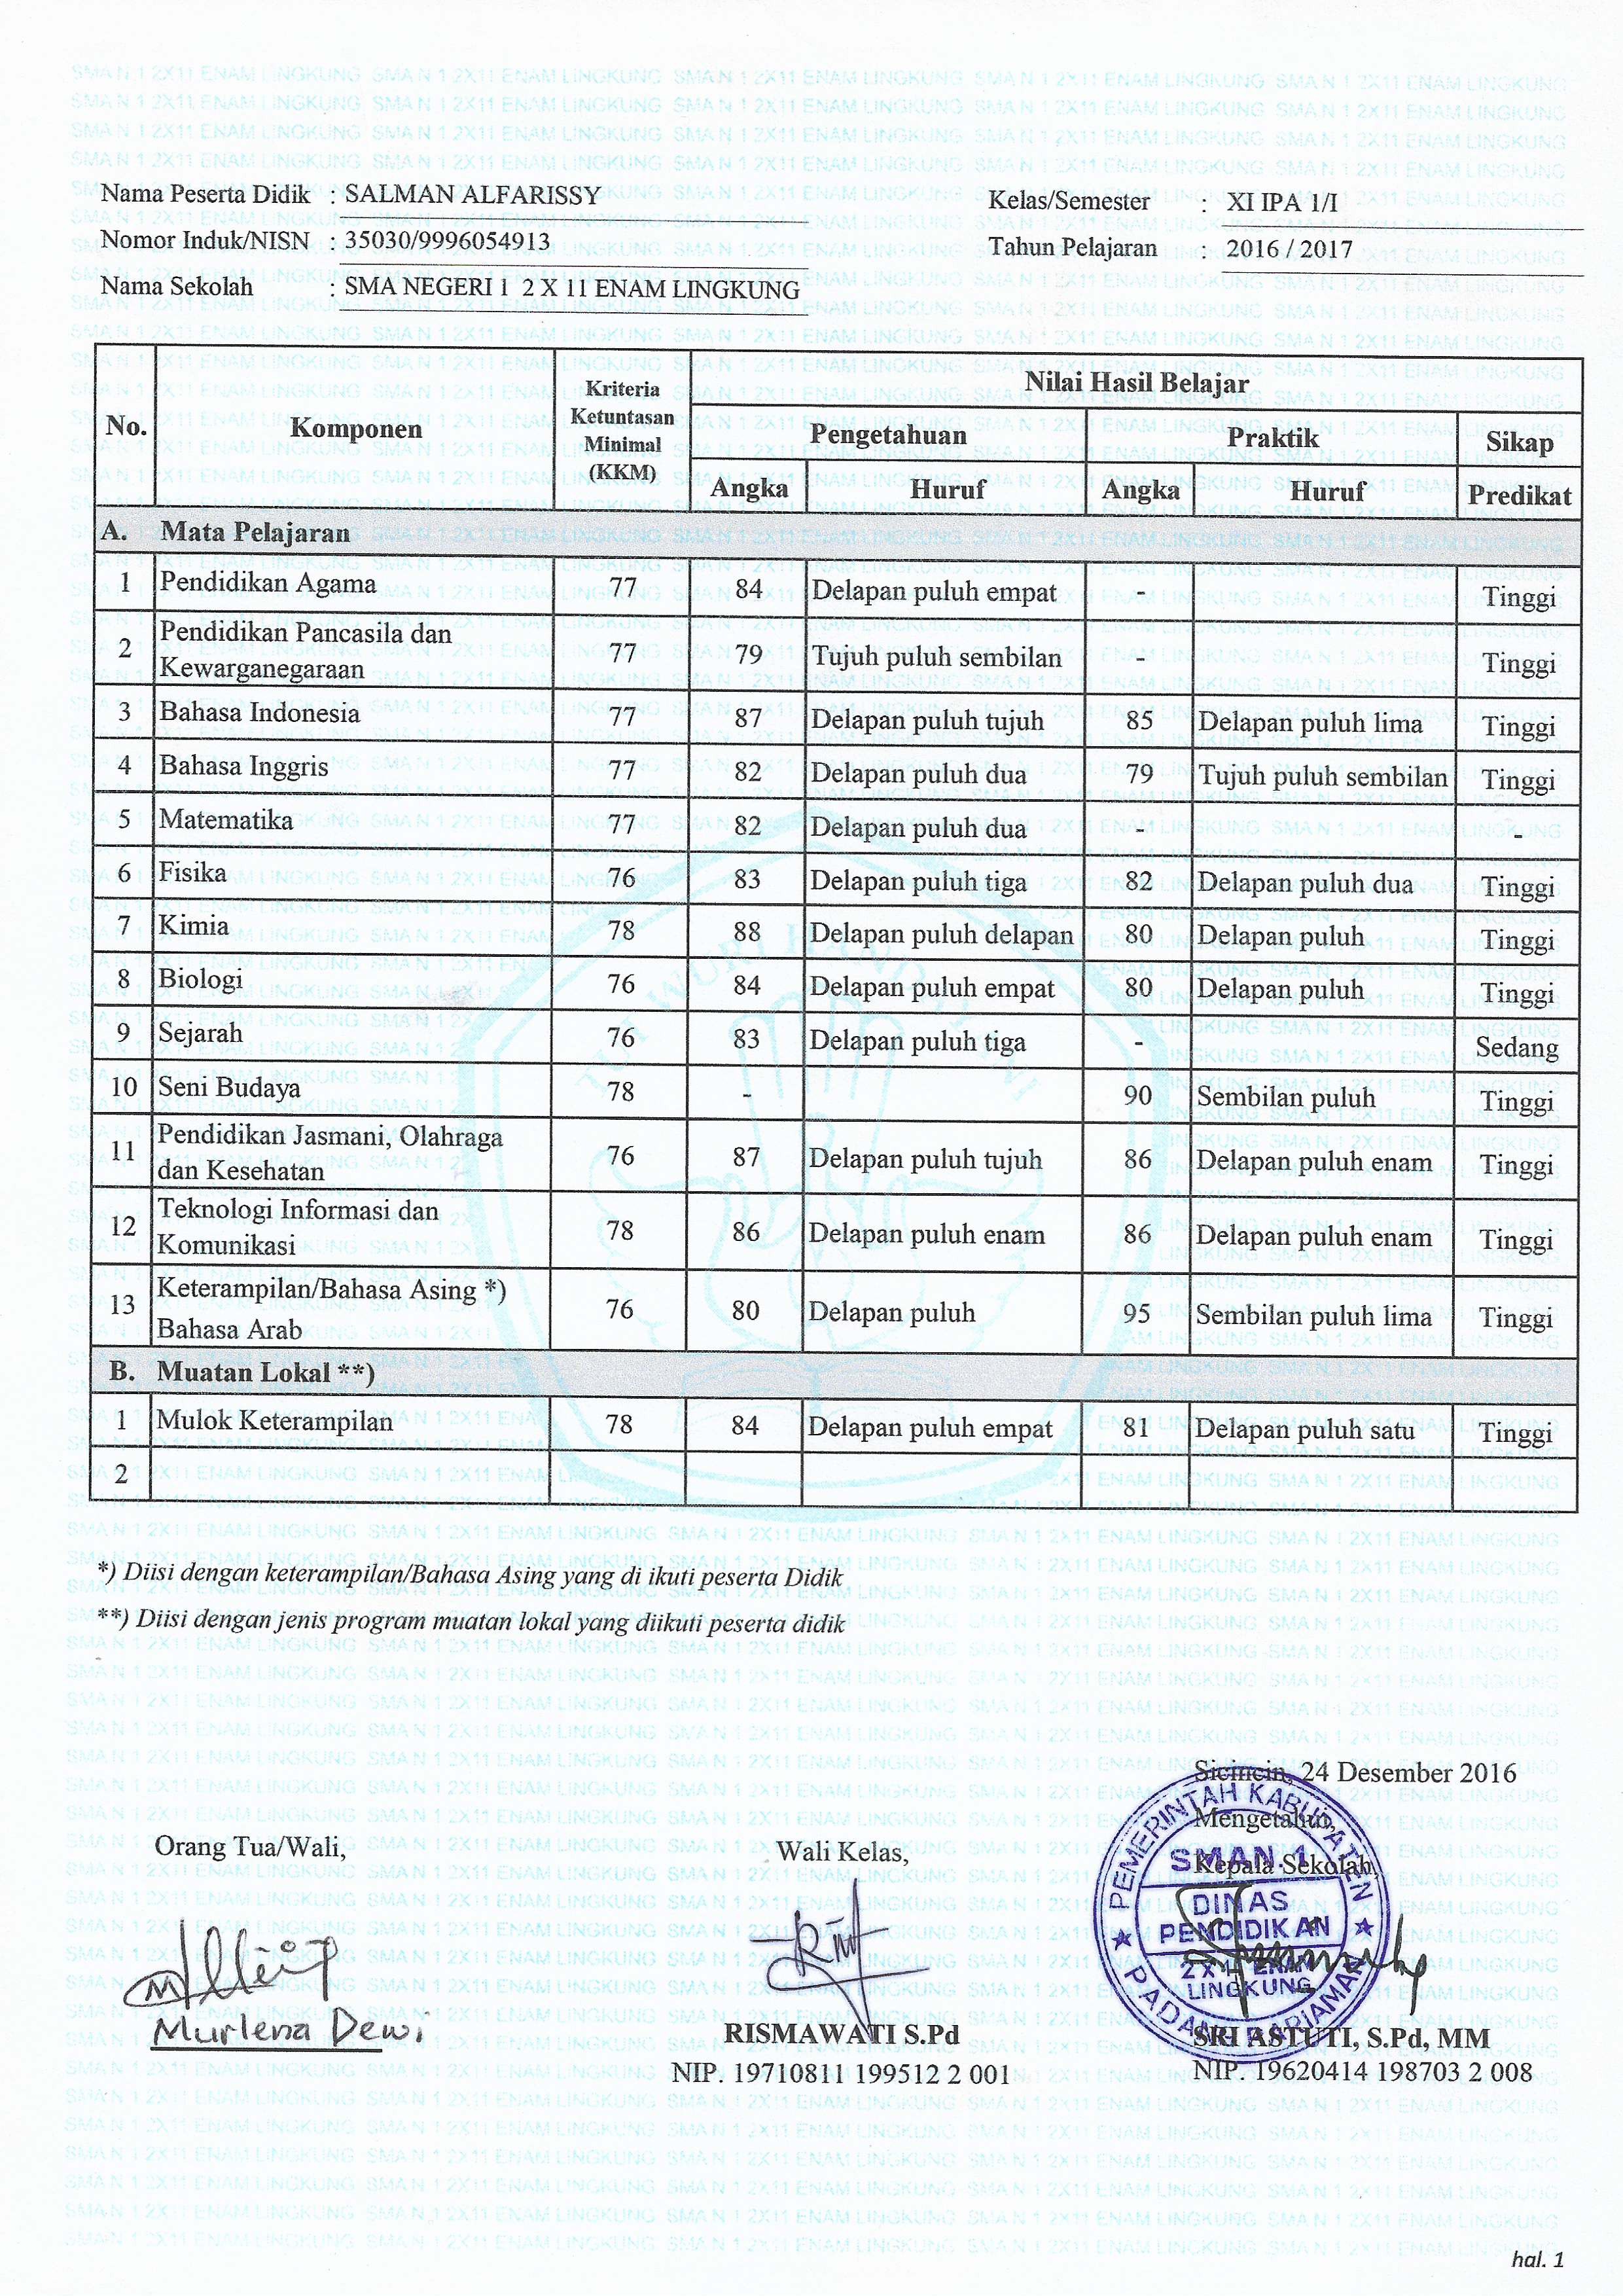 SMA N 1 2X11 ENAM LINGKUNG
Nama Peserta Didik : SALMAN ALFARISSY
Nomor Induk/NISN : 35030/9996054913
Nama Sekolah : SMA NEGERI 1 2 X 11 ENAM LINGKUNG
Kelas/Semester : XI IPA 1/I
Tahun Pelajaran : 2016 / 2017
No. Komponen Kriteria Ketuntasan Minimal (KKM) Nilai Hasil Belajar
Pengetahuan Praktik Sikap
Angka Huruf Angka Huruf Predikat
A. Mata Pelajaran
1 Pendidikan Agama 77 84 Delapan puluh empat - Tinggi
2 Pendidikan Pancasila dan Kewarganegaraan 77 79 Tujuh puluh sembilan - Tinggi
3 Bahasa Indonesia 77 87 Delapan puluh tujuh 85 Delapan puluh lima Tinggi
4 Bahasa Inggris 77 82 Delapan puluh dua 79 Tujuh puluh sembilan Tinggi
5 Matematika 77 82 Delapan puluh dua - -
6 Fisika 76 83 Delapan puluh tiga 82 Delapan puluh dua Tinggi
7 Kimia 78 88 Delapan puluh delapan 80 Delapan puluh Tinggi
8 Biologi 76 84 Delapan puluh empat 80 Delapan puluh Tinggi
9 Sejarah 76 83 Delapan puluh tiga - Sedang
10 Seni Budaya 78 - 90 Sembilan puluh Tinggi
11 Pendidikan Jasmani, Olahraga dan Kesehatan 76 87 Delapan puluh tujuh 86 Delapan puluh enam Tinggi
12 Teknologi Informasi dan Komunikasi 78 86 Delapan puluh enam 86 Delapan puluh enam Tinggi
13 Keterampilan/Bahasa Asing *) Bahasa Arab 76 80 Delapan puluh 95 Sembilan puluh lima Tinggi
B. Muatan Lokal **)
1 Mulok Keterampilan 78 84 Delapan puluh empat 81 Delapan puluh satu Tinggi
2
*) Diisi dengan keterampilan/Bahasa Asing yang di ikuti peserta Didik
**) Diisi dengan jenis program muatan lokal yang diikuti peserta didik
Sicincin, 24 Desember 2016
Mengetahui,
Orang Tua/Wali,
Wali Kelas,
Kepala Sekolah,
PEMERINTAH KABUPATEN
SMAN.1
DINAS
PENDIDIKAN
2 X 11 ENAM
LINGKUNG
PADANG PARIAMAN
Murlena Dewi
RISMAWATI S.Pd
NIP. 19710811 199512 2 001
SRI ASTUTI, S.Pd, MM
NIP. 19620414 198703 2 008
hal. 1